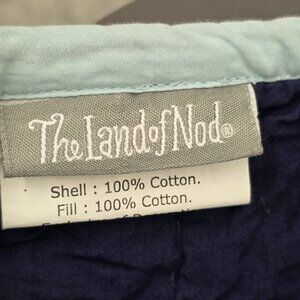 The Land of Nod®
Shell : 100% Cotton.
Fill : 100% Cotton.